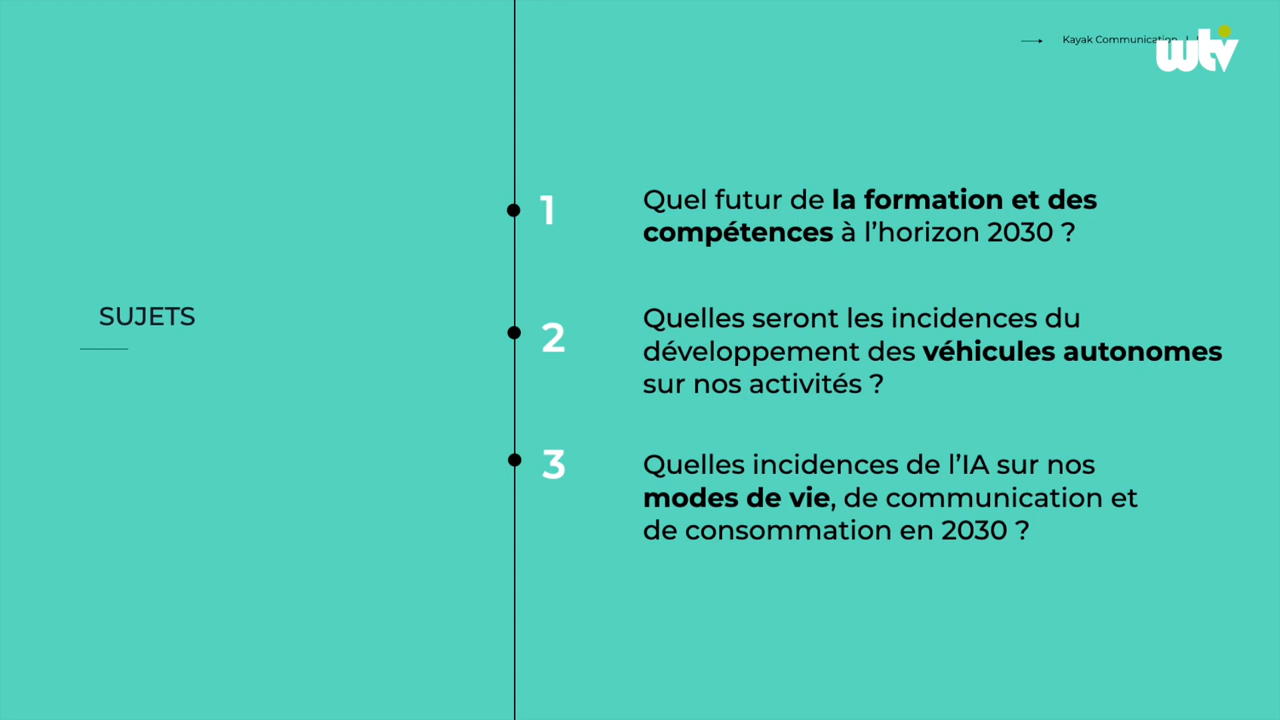 Kayak Communication
wtv
SUJETS
1
Quel futur de la formation et des
compétences à l’horizon 2030 ?
2
Quelles seront les incidences du
développement des véhicules autonomes
sur nos activités ?
3
Quelles incidences de l’IA sur nos
modes de vie, de communication et
de consommation en 2030 ?